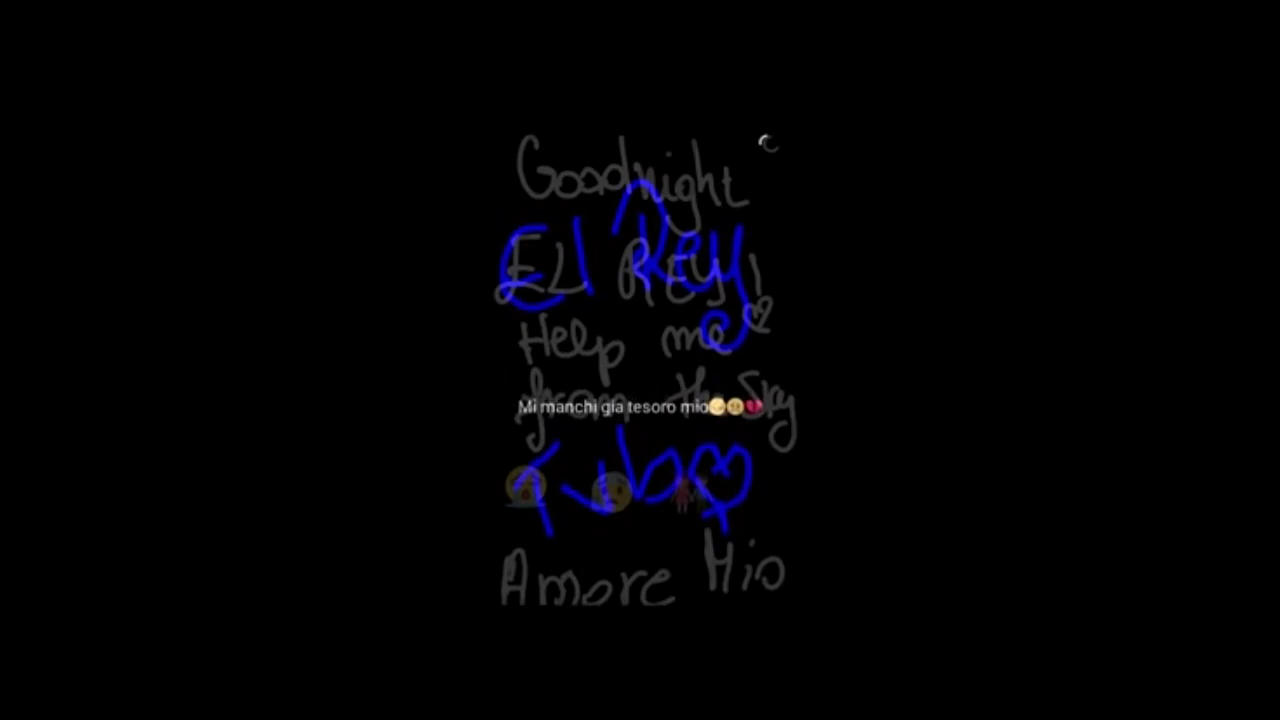 Goodnight
EL REY!
El Rey
Help me
from the Sky
Mi manchi gia tesoro mio
Amore Mio